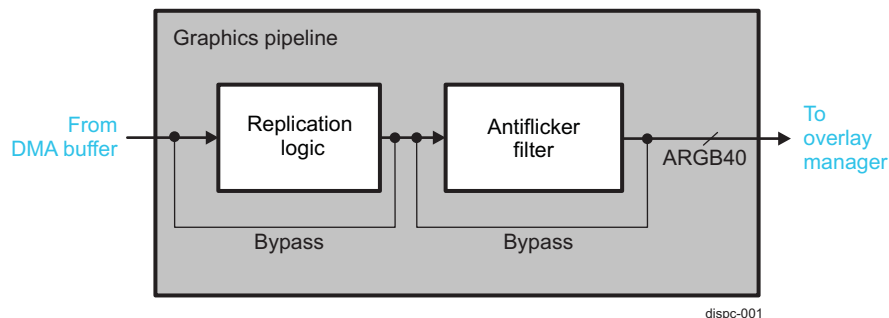 Graphics pipeline
From
DMA buffer
Replication
logic
Antiflicker
filter
ARGB40
To
overlay
manager
Bypass
Bypass
dispc-001